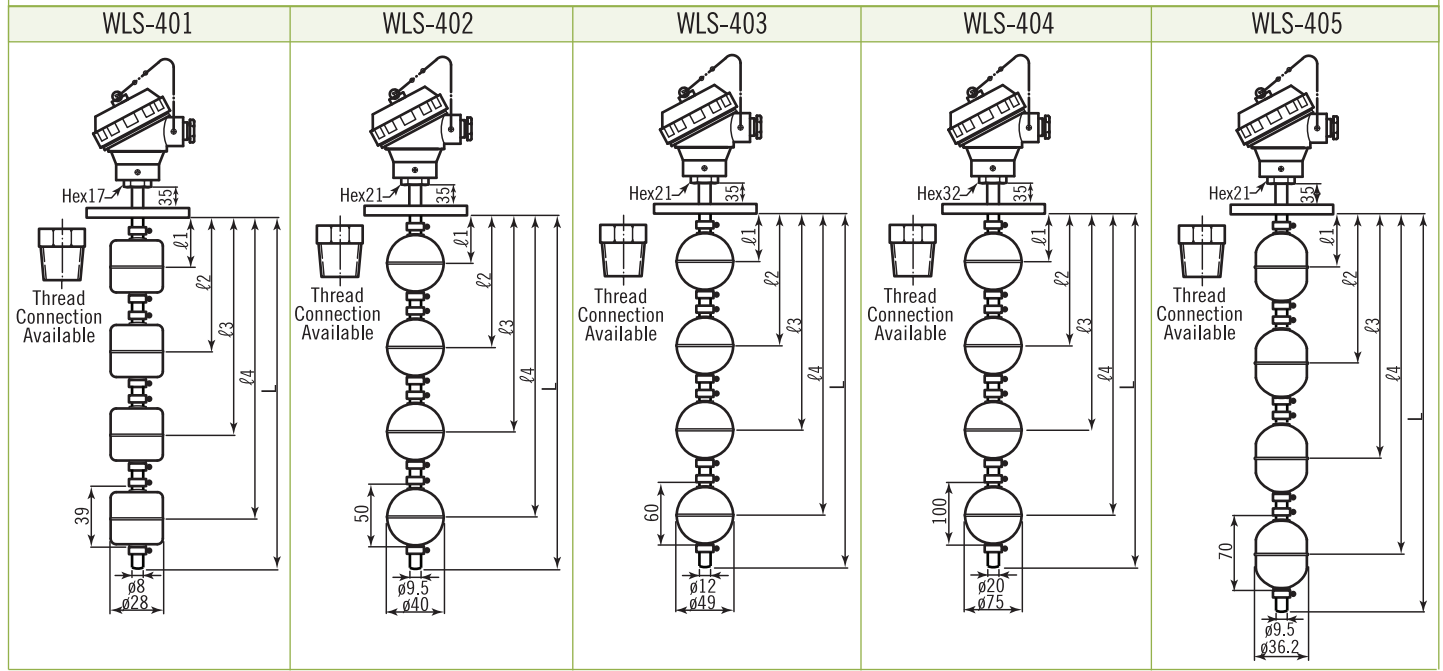 WLS-401
Hex17
35
Thread
Connection
Available
ℓ1
ℓ2
ℓ3
ℓ4
L
39
ø8
ø28
WLS-402
Hex21
35
Thread
Connection
Available
ℓ1
ℓ2
ℓ3
ℓ4
L
50
ø9.5
ø40
WLS-403
Hex21
35
Thread
Connection
Available
ℓ1
ℓ2
ℓ3
ℓ4
L
60
ø12
ø49
WLS-404
Hex32
35
Thread
Connection
Available
ℓ1
ℓ2
ℓ3
ℓ4
L
100
ø20
ø75
WLS-405
Hex21
35
Thread
Connection
Available
ℓ1
ℓ2
ℓ3
ℓ4
L
70
ø9.5
ø36.2